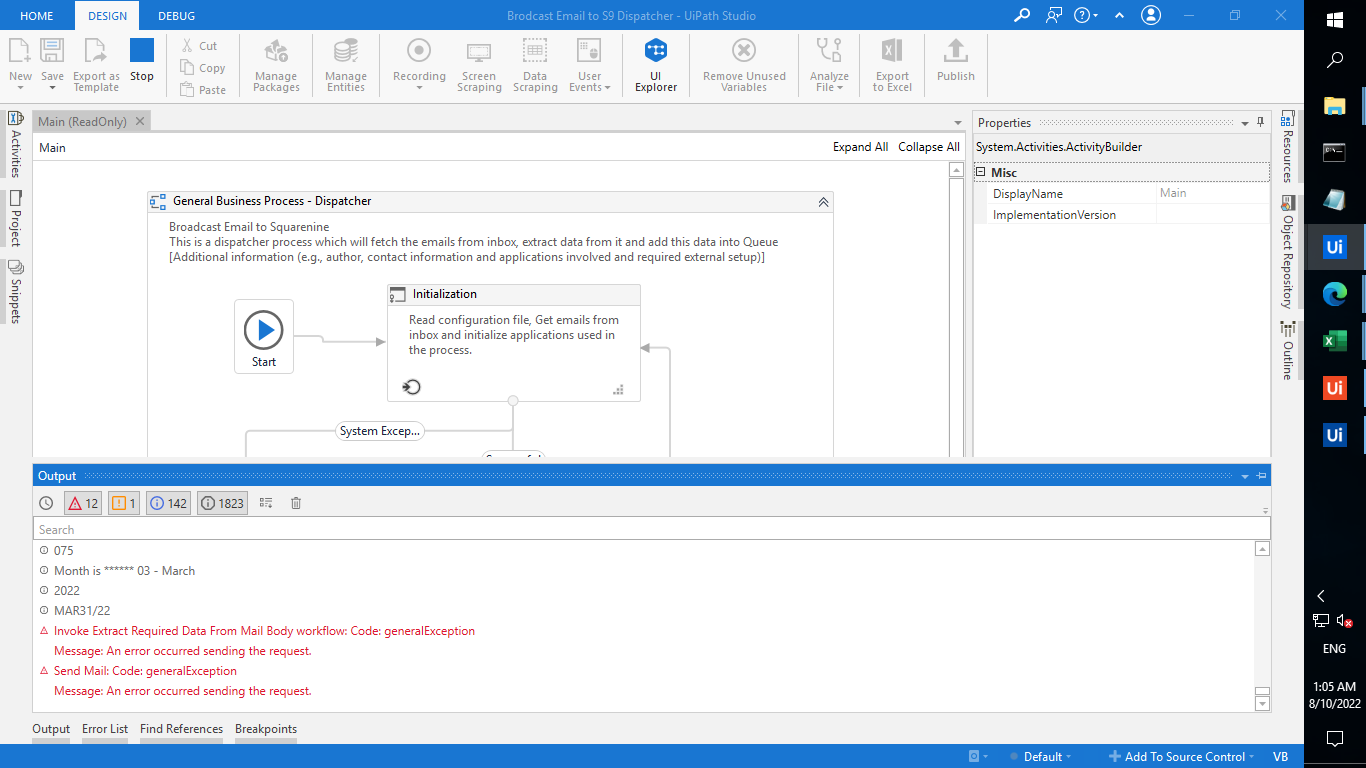 HOME DESIGN DEBUG Brodcast Email to S9 Dispatcher - UiPath Studio
New Save Export as Template Stop
Cut
Copy
Paste
Manage Packages
Manage Entities
Recording
Screen Scraping
Data Scraping
User Events
UI Explorer
Remove Unused Variables
Analyze File
Export to Excel
Publish
Activities
Project
Snippets
Main (ReadOnly)
Main Expand All Collapse All
General Business Process - Dispatcher
Broadcast Email to Squarenine
This is a dispatcher process which will fetch the emails from inbox, extract data from it and add this data into Queue
[Additional information (e.g., author, contact information and applications involved and required external setup)]
Start
Initialization
Read configuration file, Get emails from
inbox and initialize applications used in
the process.
System Excep...
Properties
System.Activities.ActivityBuilder
Misc
DisplayName Main
ImplementationVersion
Resources
Object Repository
Outline
Output
12 1 142 1823
Search
075
Month is ****** 03 - March
2022
MAR31/22
Invoke Extract Required Data From Mail Body workflow: Code: generalException
Message: An error occurred sending the request.
Send Mail: Code: generalException
Message: An error occurred sending the request.
Output Error List Find References Breakpoints
Default Add To Source Control VB
Ui
Ui
Ui
ENG
1:05 AM
8/10/2022